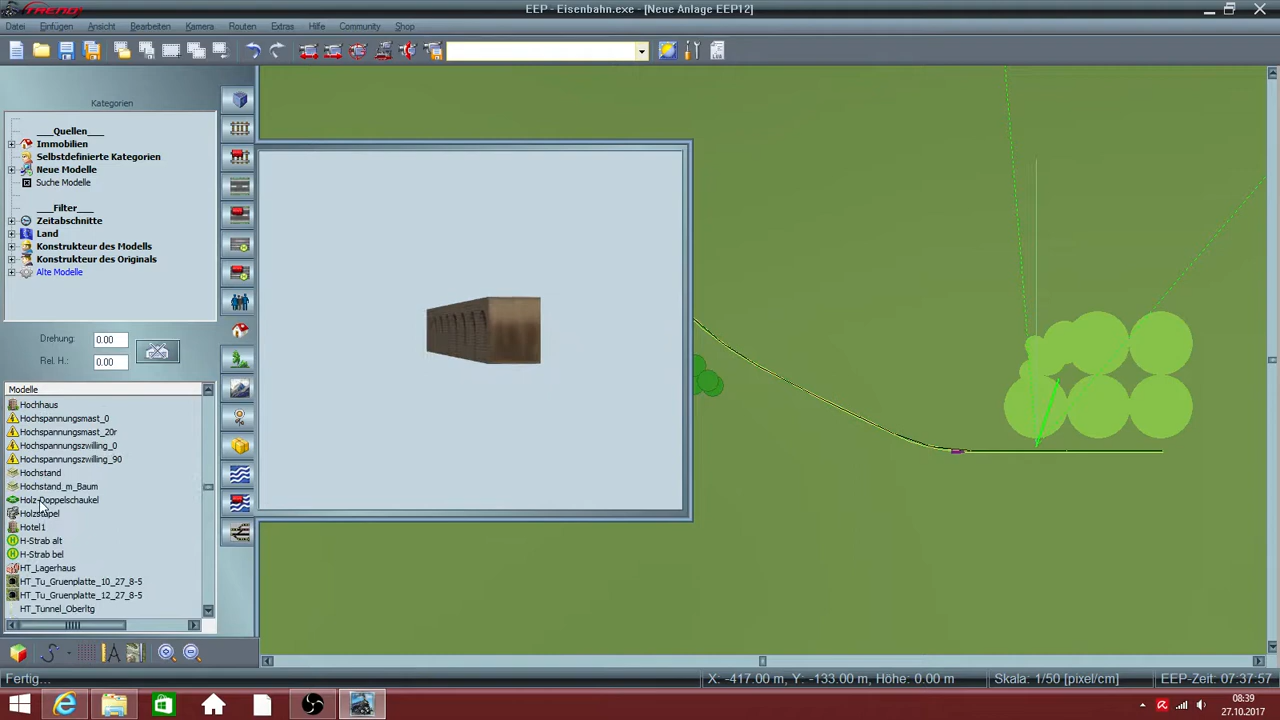 TREND
EEP - Eisenbahn.exe - [Neue Anlage EEP12]
Datei Einfügen Ansicht Bearbeiten Kamera Routen Extras Hilfe Community Shop
Kategorien
___Quellen___
Immobilien
Selbstdefinierte Kategorien
Neue Modelle
Suche Modelle
___Filter___
Zeitabschnitte
Land
Konstrukteur des Modells
Konstrukteur des Originals
Alte Modelle
Drehung: 0.00
Rel. H.: 0.00
Modelle
Hochhaus
Hochspannungsmast_0
Hochspannungsmast_20r
Hochspannungszwilling_0
Hochspannungszwilling_90
Hochstand
Hochstand_m_Baum
Holz-Doppelschaukel
Holzstapel
Hotel1
H-Strab alt
H-Strab bel
HT_Lagerhaus
HT_Tu_Gruenplatte_10_27_8-5
HT_Tu_Gruenplatte_12_27_8-5
HT_Tunnel_Oberltg
Fertig... X: -417.00 m, Y: -133.00 m, Höhe: 0.00 m Skala: 1/50 [pixel/cm] EEP-Zeit: 07:37:57
08:39
27.10.2017